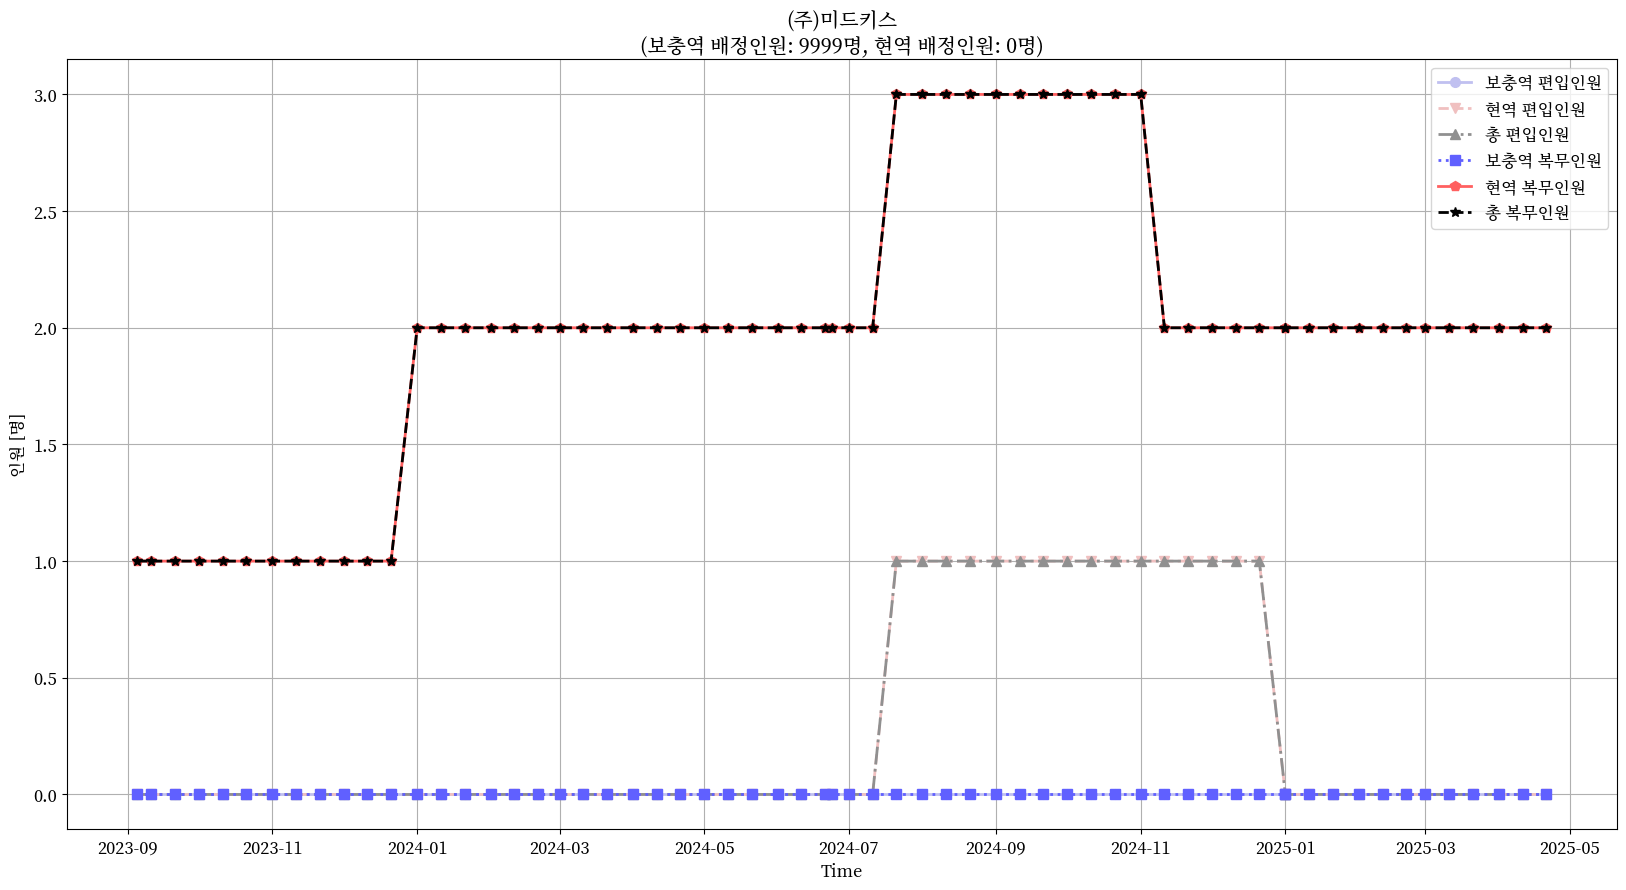 (주)미드키스
(보충역 배정인원: 9999명, 현역 배정인원: 0명)
보충역 편입인원
현역 편입인원
총 편입인원
보충역 복무인원
현역 복무인원
총 복무인원
인원 [명]
3.0
2.5
2.0
1.5
1.0
0.5
0.0
2023-09
2023-11
2024-01
2024-03
2024-05
2024-07
2024-09
2024-11
2025-01
2025-03
2025-05
Time